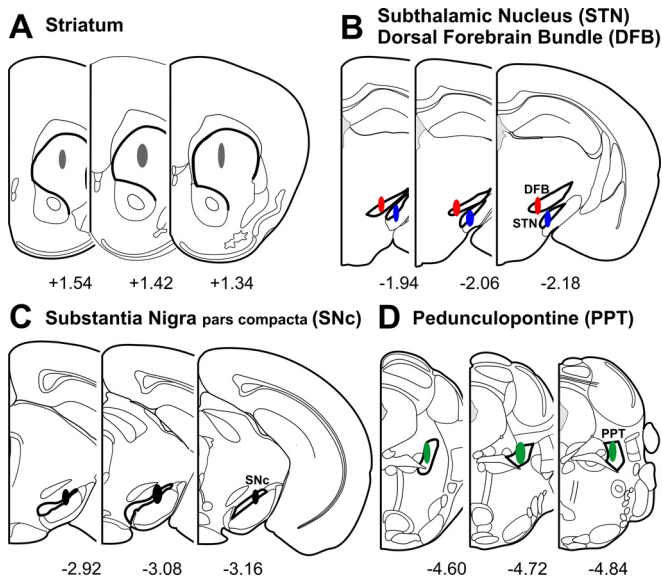 A Striatum
+1.54 +1.42 +1.34
B Subthalamic Nucleus (STN)
Dorsal Forebrain Bundle (DFB)
DFB
STN
-1.94 -2.06 -2.18
C Substantia Nigra pars compacta (SNc)
SNc
-2.92 -3.08 -3.16
D Pedunculopontine (PPT)
PPT
-4.60 -4.72 -4.84